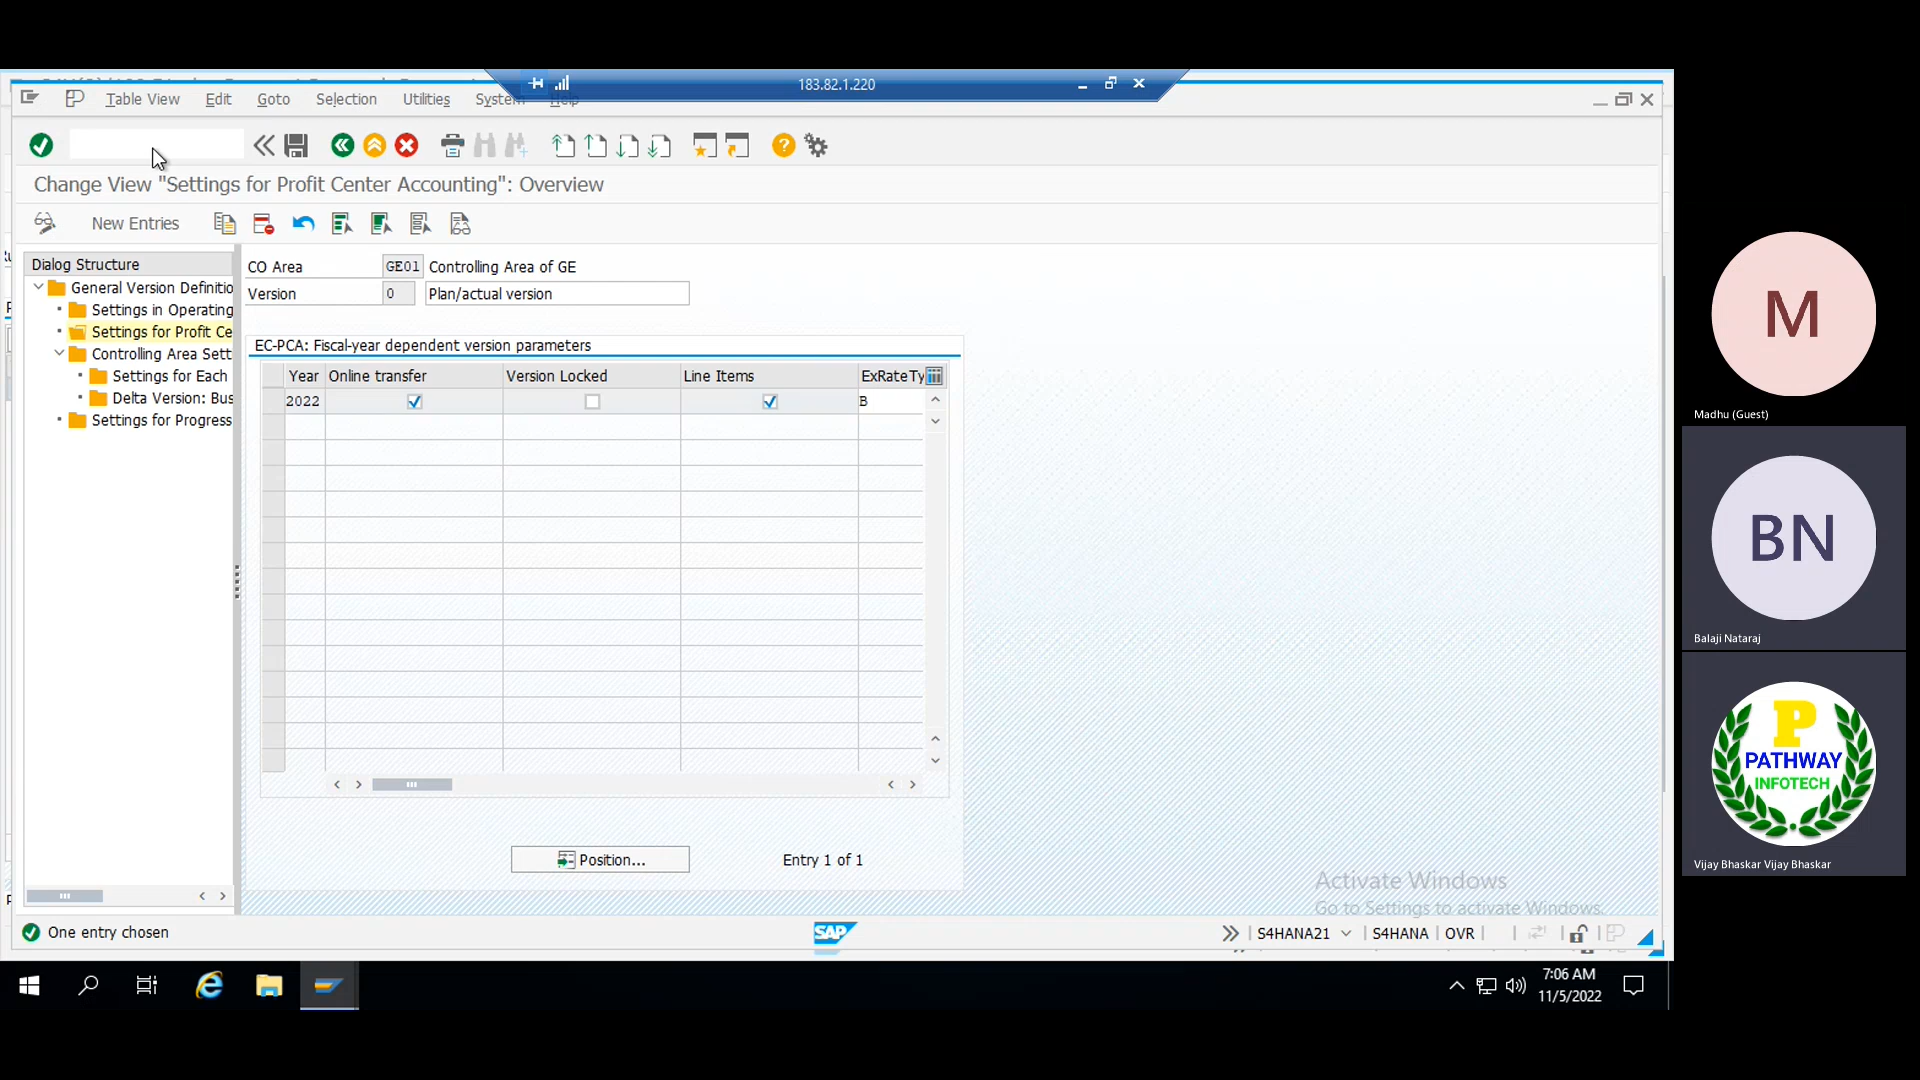 183.82.1.220
Table View Edit Goto Selection Utilities System Help
Change View "Settings for Profit Center Accounting": Overview
New Entries
Dialog Structure
General Version Definitio
Settings in Operating
Settings for Profit Ce
Controlling Area Sett
Settings for Each
Delta Version: Bus
Settings for Progress
CO Area GE01 Controlling Area of GE
Version 0 Plan/actual version
EC-PCA: Fiscal-year dependent version parameters
Year Online transfer Version Locked Line Items ExRateTy
2022 B
Position... Entry 1 of 1
Activate Windows
Go to Settings to activate Windows.
One entry chosen
SAP
S4HANA21 S4HANA OVR
7:06 AM
11/5/2022
M
Madhu (Guest)
BN
Balaji Nataraj
P
PATHWAY
INFOTECH
Vijay Bhaskar Vijay Bhaskar